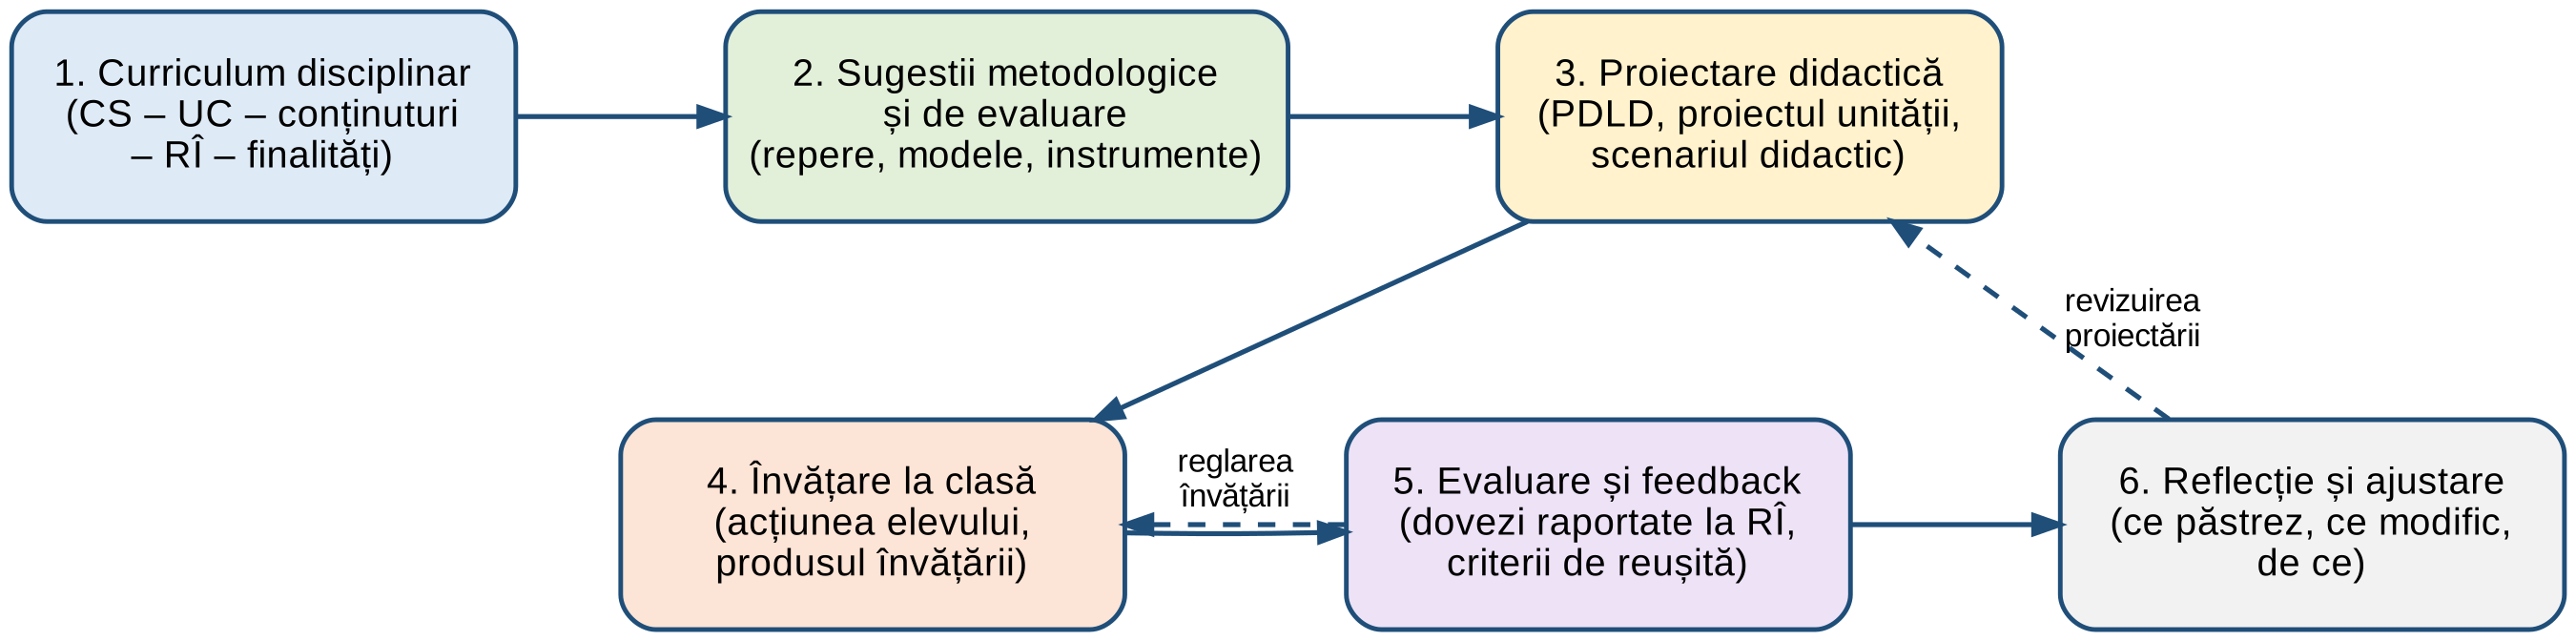 1. Curriculum disciplinar
(CS – UC – conținuturi
– RÎ – finalități)
2. Sugestii metodologice
și de evaluare
(repere, modele, instrumente)
3. Proiectare didactică
(PDLD, proiectul unității,
scenariul didactic)
revizuirea
proiectării
4. Învățare la clasă
(acțiunea elevului,
produsul învățării)
reglarea
învățării
5. Evaluare și feedback
(dovezi raportate la RÎ,
criterii de reușită)
6. Reflecție și ajustare
(ce păstrez, ce modific,
de ce)